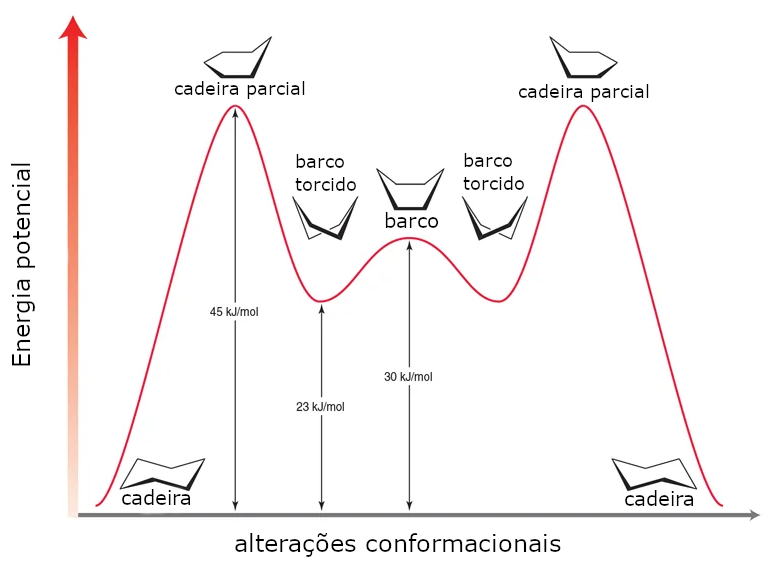 cadeira parcial
cadeira parcial
barco
torcido
barco
torcido
barco
45 kJ/mol
30 kJ/mol
23 kJ/mol
cadeira
cadeira
Energia potencial
alterações conformacionais